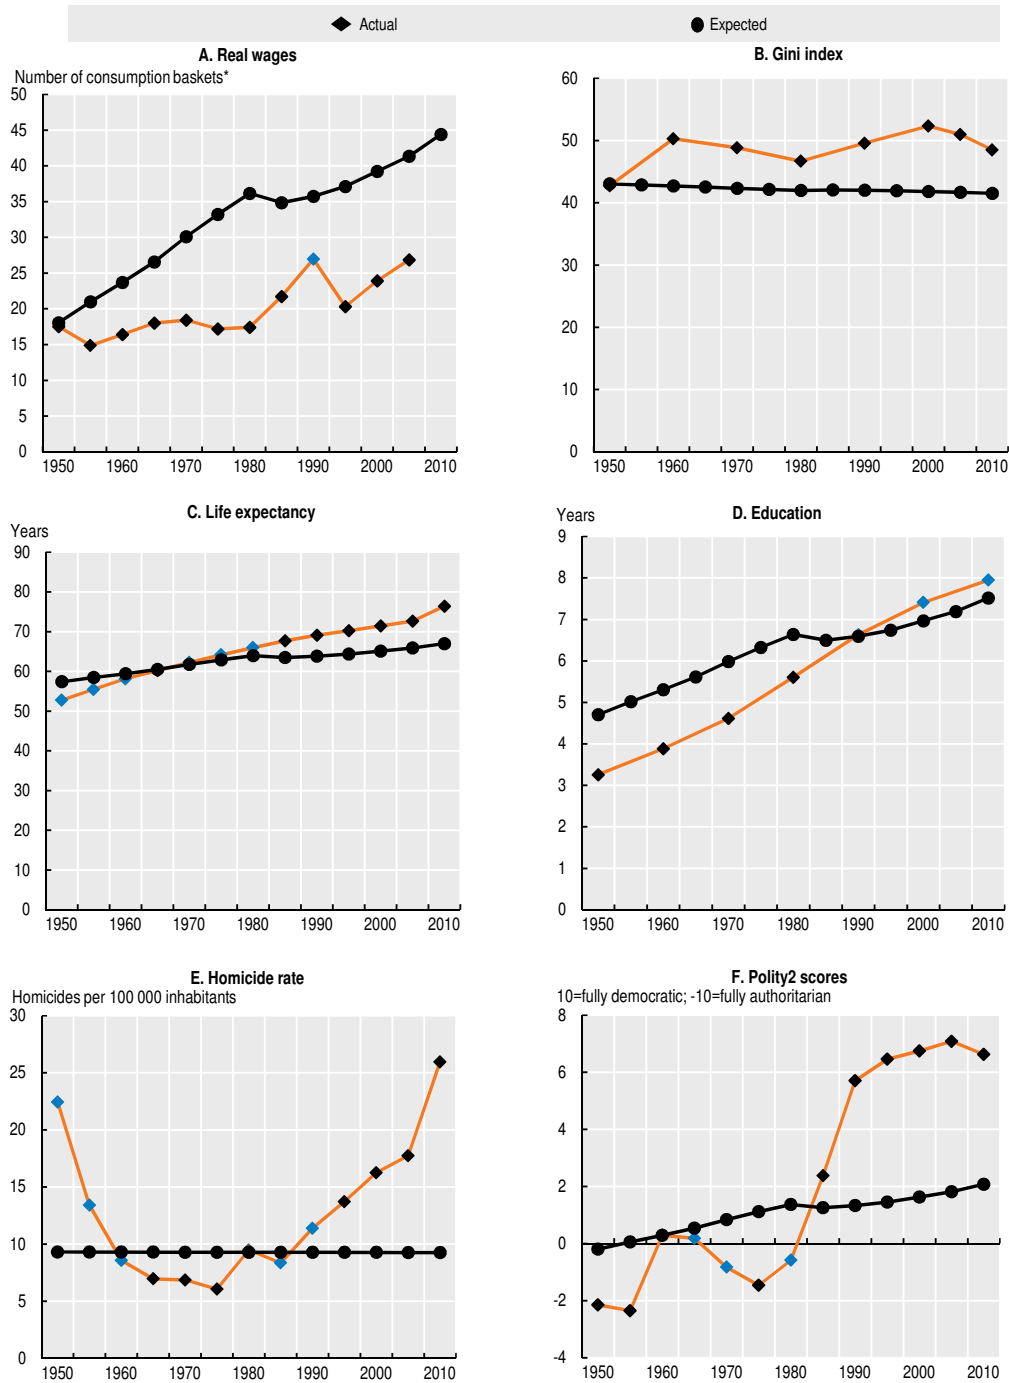 Actual Expected
A. Real wages
Number of consumption baskets*
50
45
40
35
30
25
20
15
10
5
0
1950 1960 1970 1980 1990 2000 2010
B. Gini index
60
50
40
30
20
10
0
1950 1960 1970 1980 1990 2000 2010
C. Life expectancy
Years
90
80
70
60
50
40
30
20
10
0
1950 1960 1970 1980 1990 2000 2010
D. Education
Years
9
8
7
6
5
4
3
2
1
0
1950 1960 1970 1980 1990 2000 2010
E. Homicide rate
Homicides per 100 000 inhabitants
30
25
20
15
10
5
0
1950 1960 1970 1980 1990 2000 2010
F. Polity2 scores
10=fully democratic; -10=fully authoritarian
8
6
4
2
0
-2
-4
1950 1960 1970 1980 1990 2000 2010